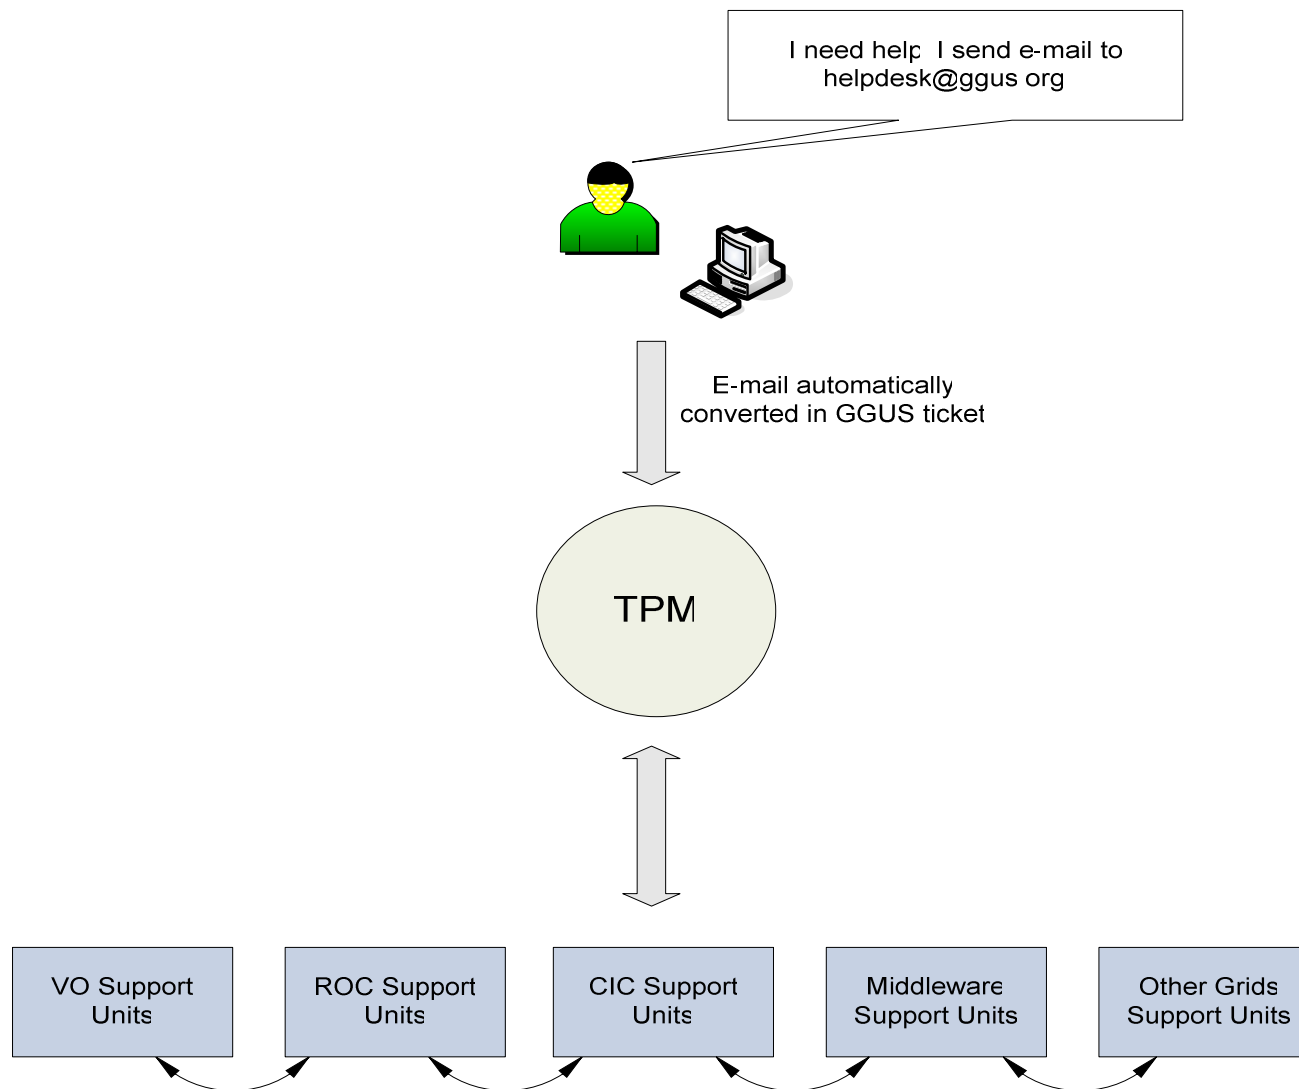 I need help I send e-mail to
helpdesk@ggus org
E-mail automatically
converted in GGUS ticket
TPM
VO Support
Units
ROC Support
Units
CIC Support
Units
Middleware
Support Units
Other Grids
Support Units